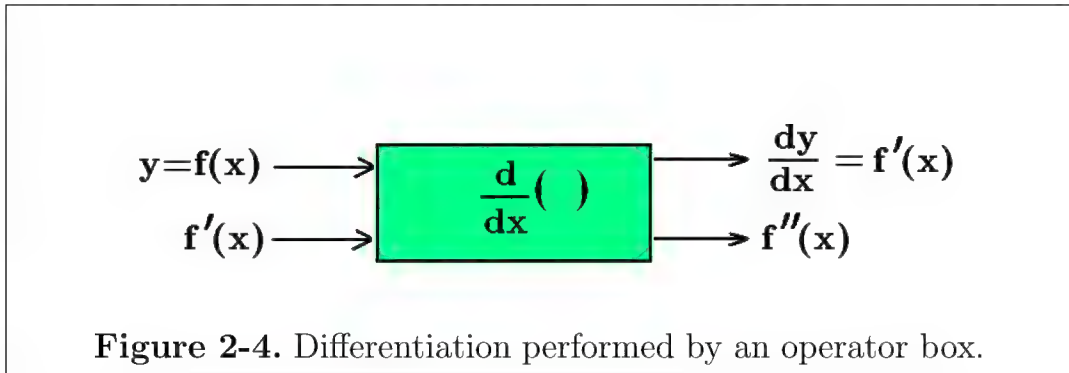 y=f(x) d/dx( ) dy/dx = f′(x)
f′(x) f″(x)
Figure 2-4. Differentiation performed by an operator box.